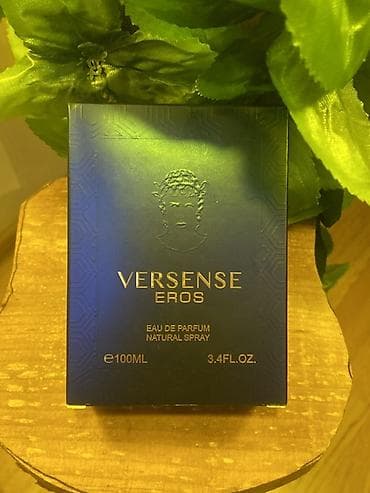 VERSENSE
EROS
EAU DE PARFUM
NATURAL SPRAY
℮100ML 3.4FL.OZ.